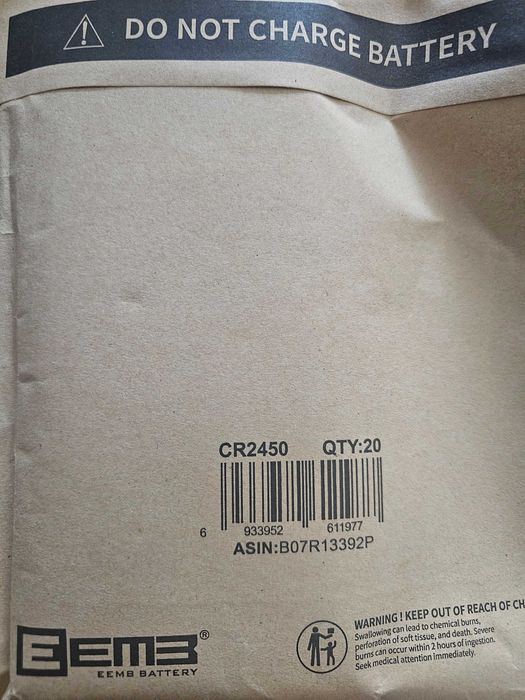 DO NOT CHARGE BATTERY
CR2450 QTY:20
6 933952 611977
ASIN:B07R13392P
EEMB®
EEMB BATTERY
WARNING ! KEEP OUT OF REACH OF CH
Swallowing can lead to chemical burns,
perforation of soft tissue, and death. Severe
burns can occur within 2 hours of ingestion.
Seek medical attention immediately.